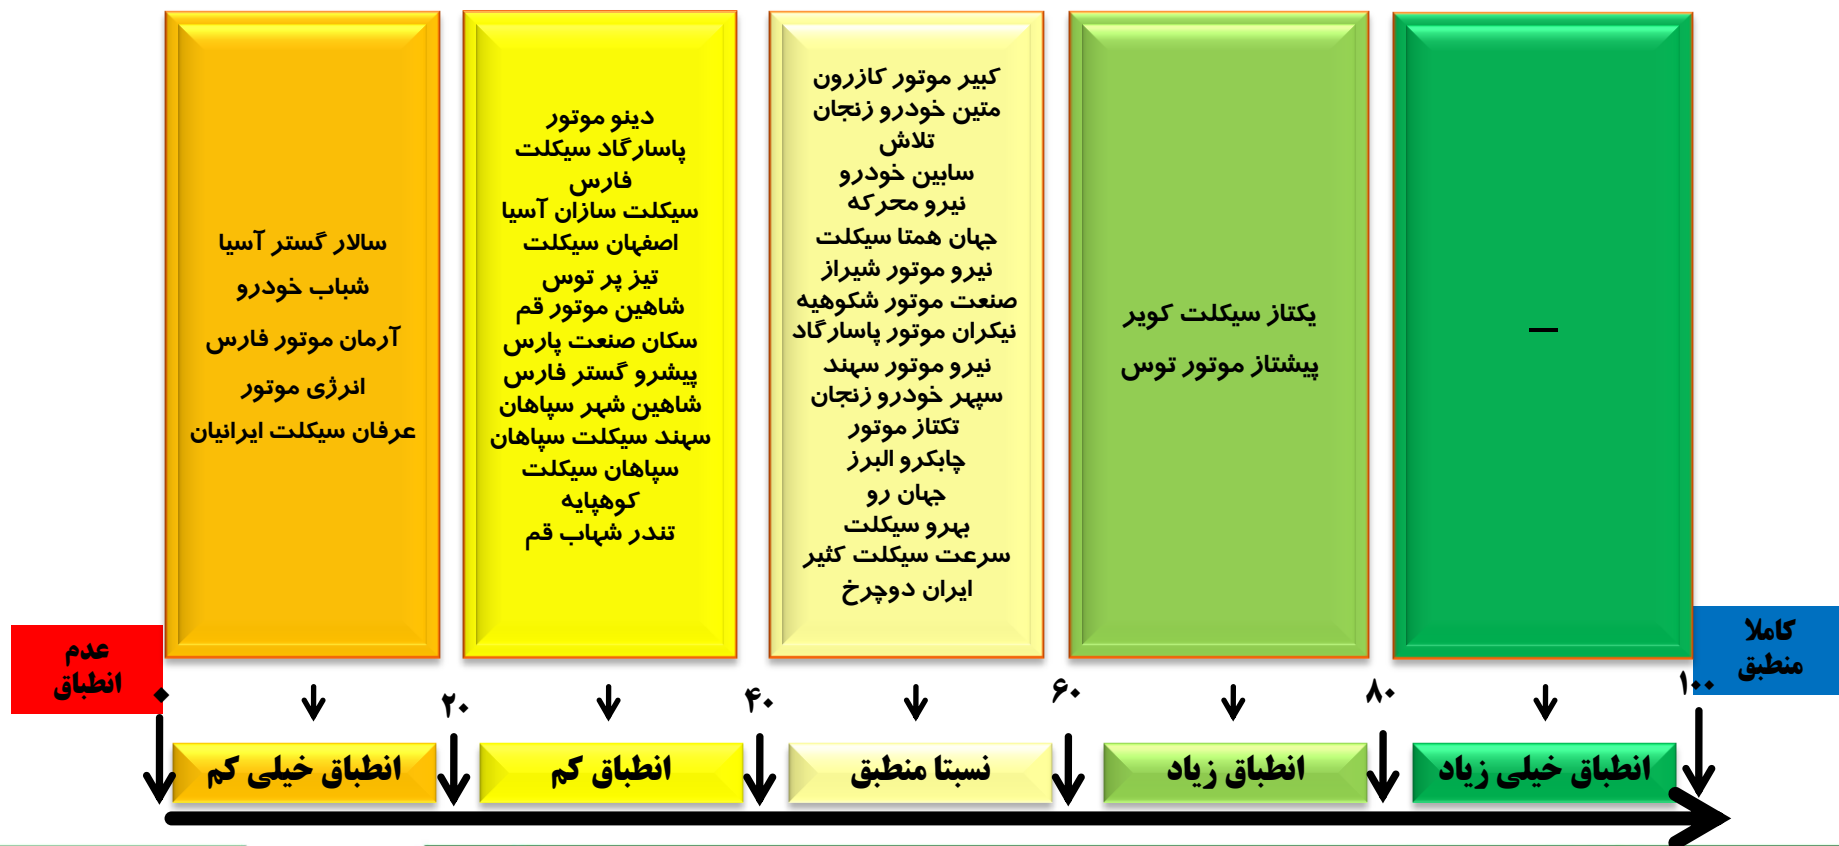 سالار گستر آسیا
شباب خودرو
آرمان موتور فارس
انرژی موتور
عرفان سیکلت ایرانیان
دینو موتور
پاسارگاد سیکلت
فارس
سیکلت سازان آسیا
اصفهان سیکلت
تیز پر توس
شاهین موتور قم
سکان صنعت پارس
پیشرو گستر فارس
شاهین شهر سپاهان
سهند سیکلت سپاهان
سپاهان سیکلت
کوهپایه
تندر شهاب قم
کبیر موتور کازرون
متین خودرو زنجان
تلاش
سابین خودرو
نیرو محرکه
جهان همتا سیکلت
نیرو موتور شیراز
صنعت موتور شکوهیه
نیکران موتور پاسارگاد
نیرو موتور سهند
سپهر خودرو زنجان
تکتاز موتور
چابکرو البرز
جهان رو
بهرو سیکلت
سرعت سیکلت کثیر
ایران دوچرخ
یکتاز سیکلت کویر
پیشتاز موتور توس
—
عدم
انطباق
کاملا
منطبق
۰
۲۰
۴۰
۶۰
۸۰
۱۰۰
انطباق خیلی کم
انطباق کم
نسبتا منطبق
انطباق زیاد
انطباق خیلی زیاد